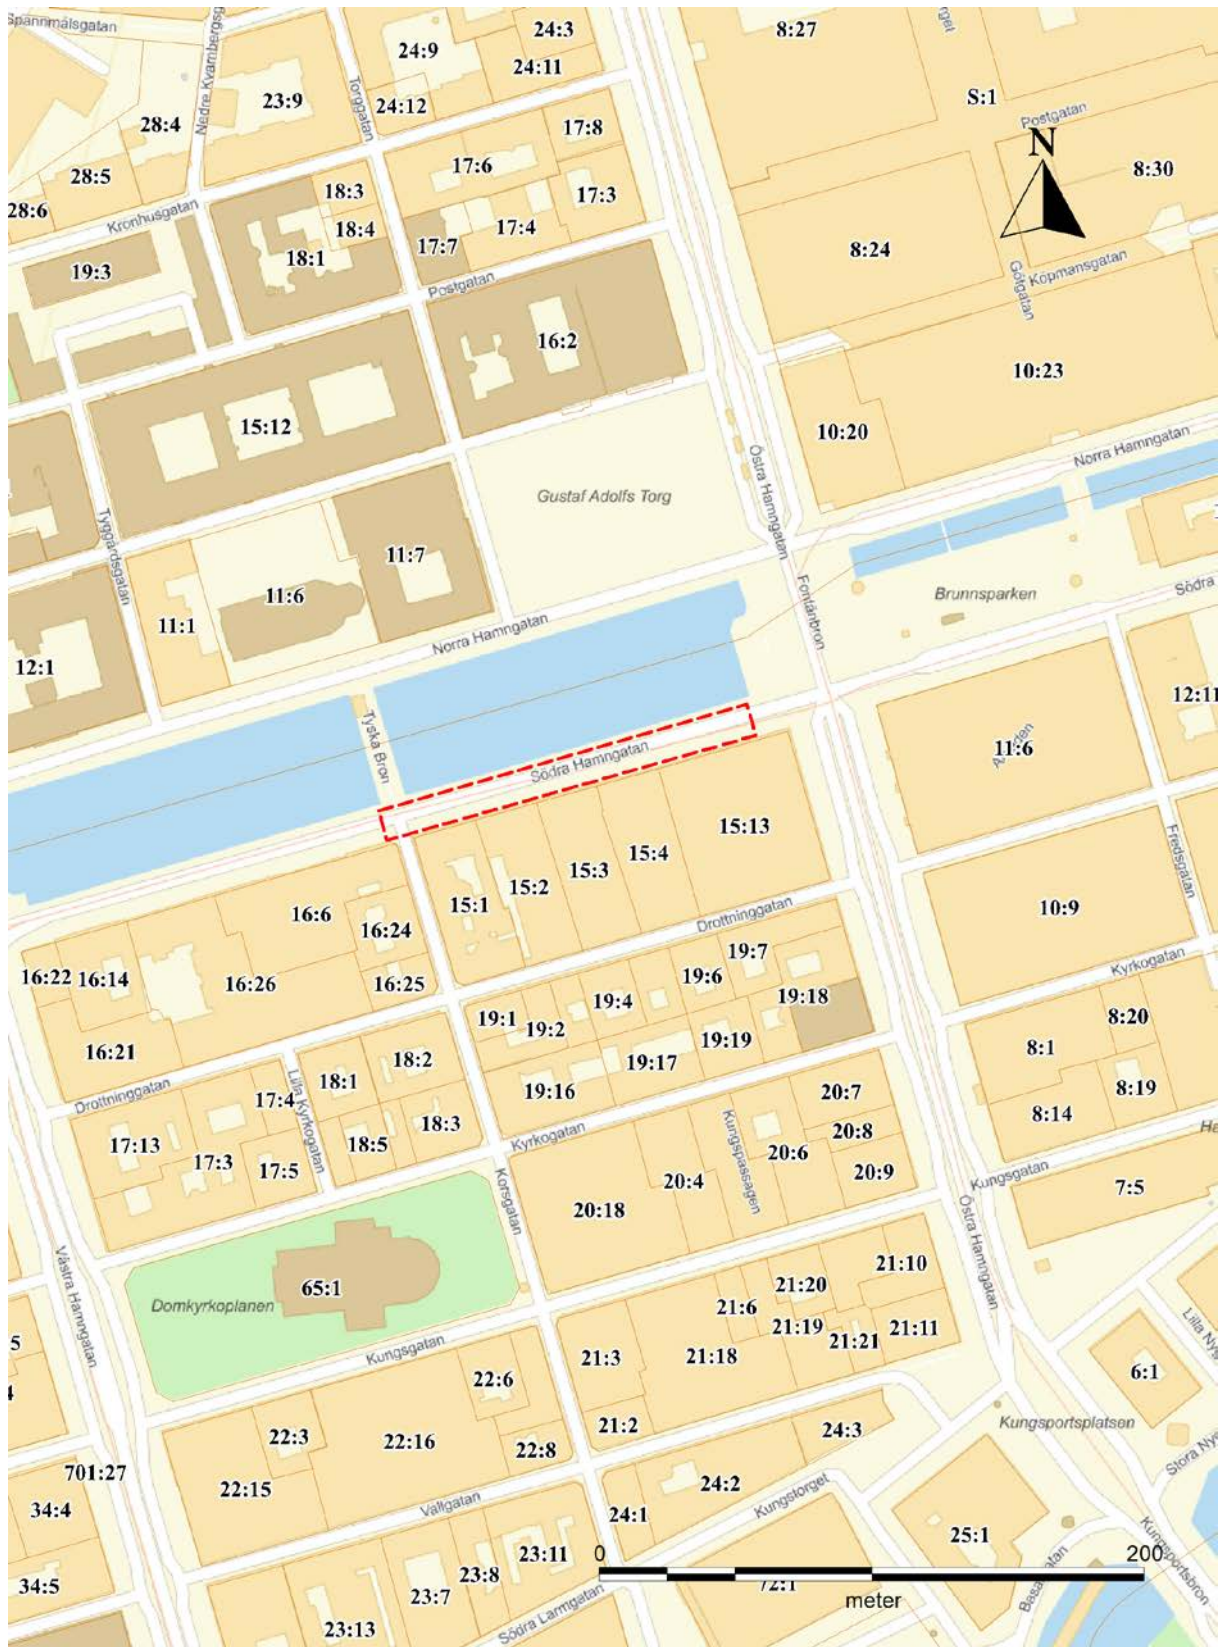 Spannmålsgatan
24:3
8:27
24:9
24:11
23:9
24:12
Nedre Kvarnbergsg
Torggatan
S:1
Postgatan
28:4
17:8
N
28:5
17:6
8:30
18:3
17:3
28:6
Kronhusgatan
18:4
17:4
17:7
18:1
8:24
19:3
Götgatan
Köpmansgatan
Postgatan
16:2
10:23
15:12
10:20
Norra Hamngatan
Östra Hamngatan
Gustaf Adolfs Torg
Tyggårdsgatan
11:7
11:6
Fontänbron
Brunnsparken
Södra
11:1
Norra Hamngatan
12:1
12:11
Tyska Bron
11:6
Södra Hamngatan
15:13
15:4
15:3
15:2
15:1
Fredsgatan
16:6
10:9
16:24
Drottninggatan
19:7
Kyrkogatan
16:22
16:14
16:26
16:25
19:6
19:4
19:18
19:1
19:2
8:20
16:21
19:19
8:1
18:2
19:17
18:1
19:16
8:19
Drottninggatan
17:4
Lilla Kyrkogatan
20:7
18:3
8:14
17:13
18:5
Kyrkogatan
20:8
17:3
20:6
17:5
Kungspassagen
20:9
Kungsgatan
20:4
7:5
20:18
Korsgatan
Östra Hamngatan
Västra Hamngatan
21:10
65:1
21:20
Domkyrkoplanen
21:6
21:19
21:11
Kungsgatan
21:18
21:21
21:3
6:1
22:6
21:2
Kungsportsplatsen
24:3
22:3
22:16
22:8
701:27
22:15
24:2
Vallgatan
Kungstorget
34:4
24:1
25:1
23:11
0
200
Kungsportsbron
23:8
34:5
23:7
72:1
meter
23:13
Södra Larmgatan